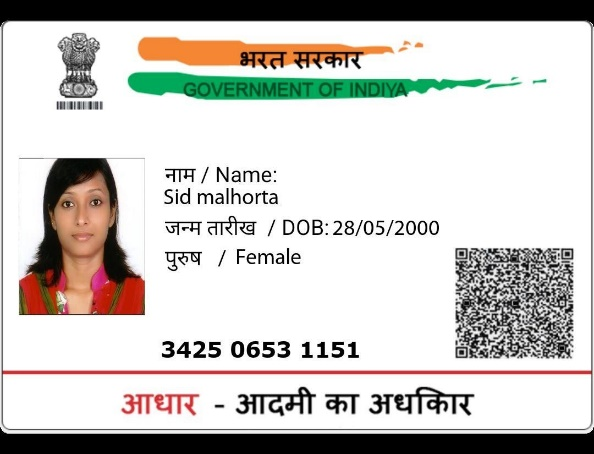 भरत सरकार
GOVERNMENT OF INDIYA
नाम / Name:
Sid malhorta
जन्म तारीख / DOB: 28/05/2000
पुरुष / Female
3425 0653 1151
आधार - आदमी का अधकिार